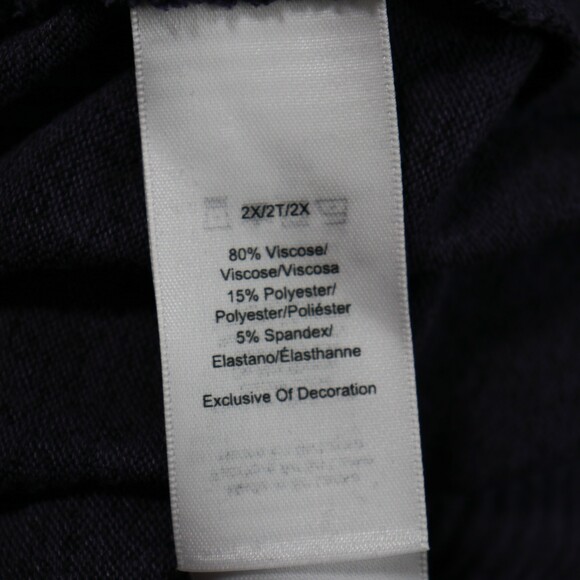 2X/2T/2X
80% Viscose/
Viscose/Viscosa
15% Polyester/
Polyester/Poliéster
5% Spandex/
Elastano/Élasthanne
Exclusive Of Decoration